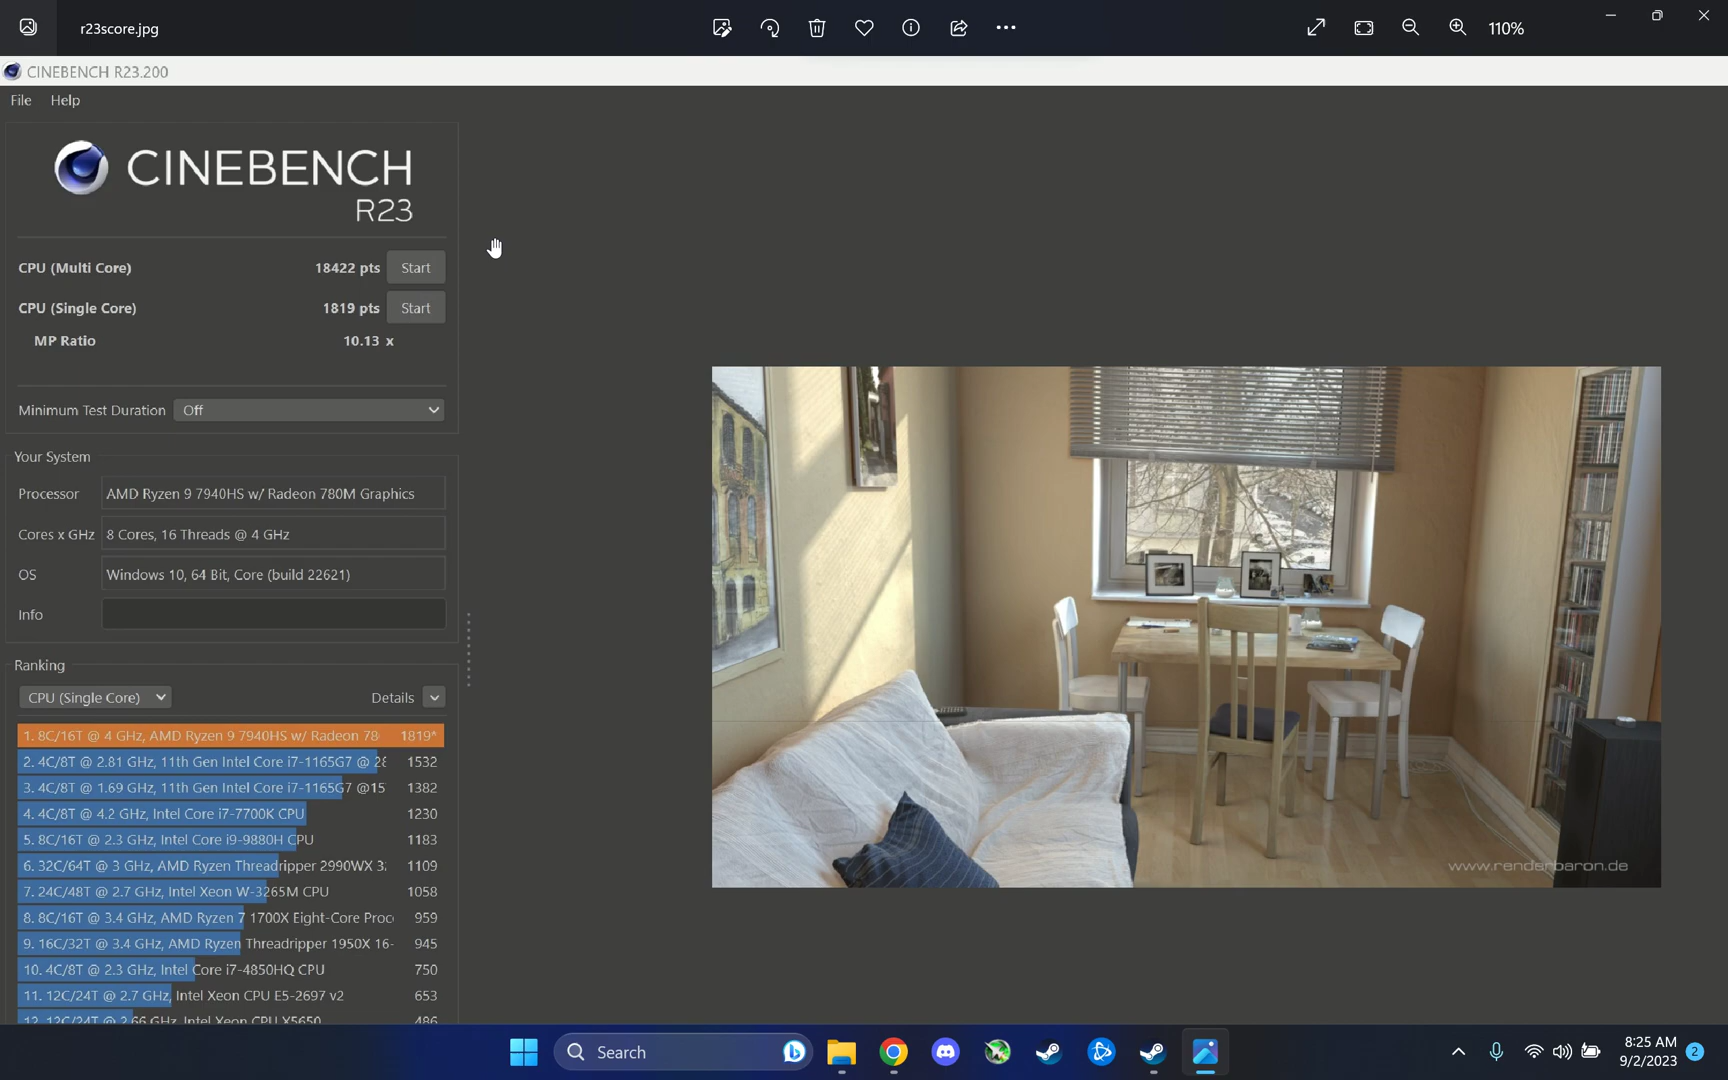 r23score.jpg
110%
CINEBENCH R23.200
File Help
CINEBENCH
R23
CPU (Multi Core) 18422 pts Start
CPU (Single Core) 1819 pts Start
MP Ratio 10.13 x
Minimum Test Duration Off
Your System
Processor AMD Ryzen 9 7940HS w/ Radeon 780M Graphics
Cores x GHz 8 Cores, 16 Threads @ 4 GHz
OS Windows 10, 64 Bit, Core (build 22621)
Info
Ranking
CPU (Single Core) Details
1. 8C/16T @ 4 GHz, AMD Ryzen 9 7940HS w/ Radeon 78 1819*
2. 4C/8T @ 2.81 GHz, 11th Gen Intel Core i7-1165G7 @ 28 1532
3. 4C/8T @ 1.69 GHz, 11th Gen Intel Core i7-1165G7 @15 1382
4. 4C/8T @ 4.2 GHz, Intel Core i7-7700K CPU 1230
5. 8C/16T @ 2.3 GHz, Intel Core i9-9880H CPU 1183
6. 32C/64T @ 3 GHz, AMD Ryzen Threadripper 2990WX 3 1109
7. 24C/48T @ 2.7 GHz, Intel Xeon W-3265M CPU 1058
8. 8C/16T @ 3.4 GHz, AMD Ryzen 7 1700X Eight-Core Proc 959
9. 16C/32T @ 3.4 GHz, AMD Ryzen Threadripper 1950X 16- 945
10. 4C/8T @ 2.3 GHz, Intel Core i7-4850HQ CPU 750
11. 12C/24T @ 2.7 GHz, Intel Xeon CPU E5-2697 v2 653
12. 12C/24T @ 2.66 GHz, Intel Xeon CPU X5650 486
www.renderbaron.de
Search
8:25 AM
9/2/2023
2